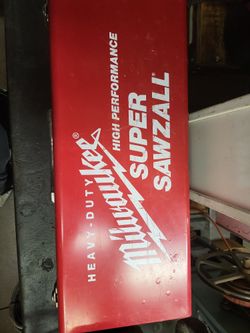 HEAVY-DUTY
Milwaukee
HIGH PERFORMANCE
SUPER
SAWZALL®